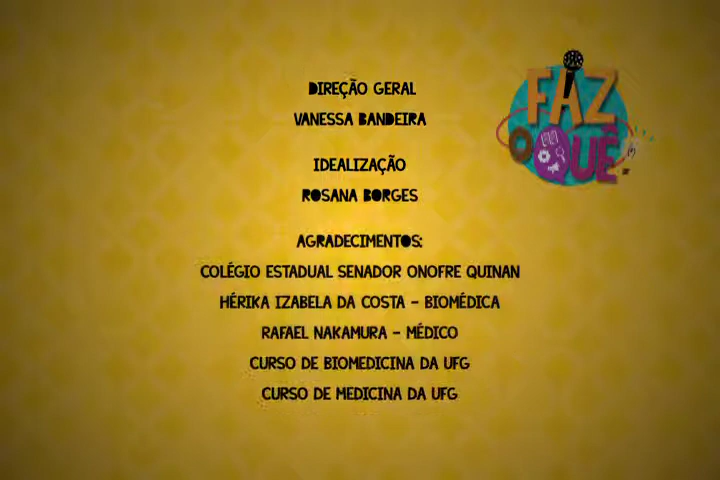 DIREÇÃO GERAL
VANESSA BANDEIRA
IDEALIZAÇÃO
ROSANA BORGES
AGRADECIMENTOS:
COLÉGIO ESTADUAL SENADOR ONOFRE QUINAN
HÉRIKA IZABELA DA COSTA - BIOMÉDICA
RAFAEL NAKAMURA - MÉDICO
CURSO DE BIOMEDICINA DA UFG
CURSO DE MEDICINA DA UFG
FAZ
O QUÊ?